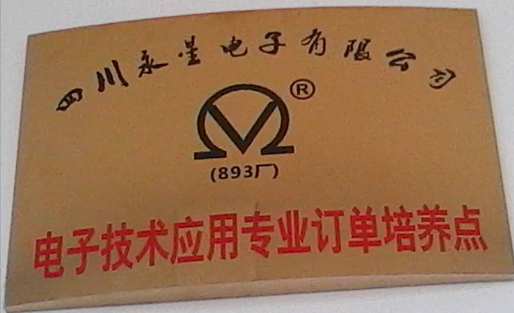 四川永星电子有限公司
®
(893厂)
电子技术应用专业订单培养点